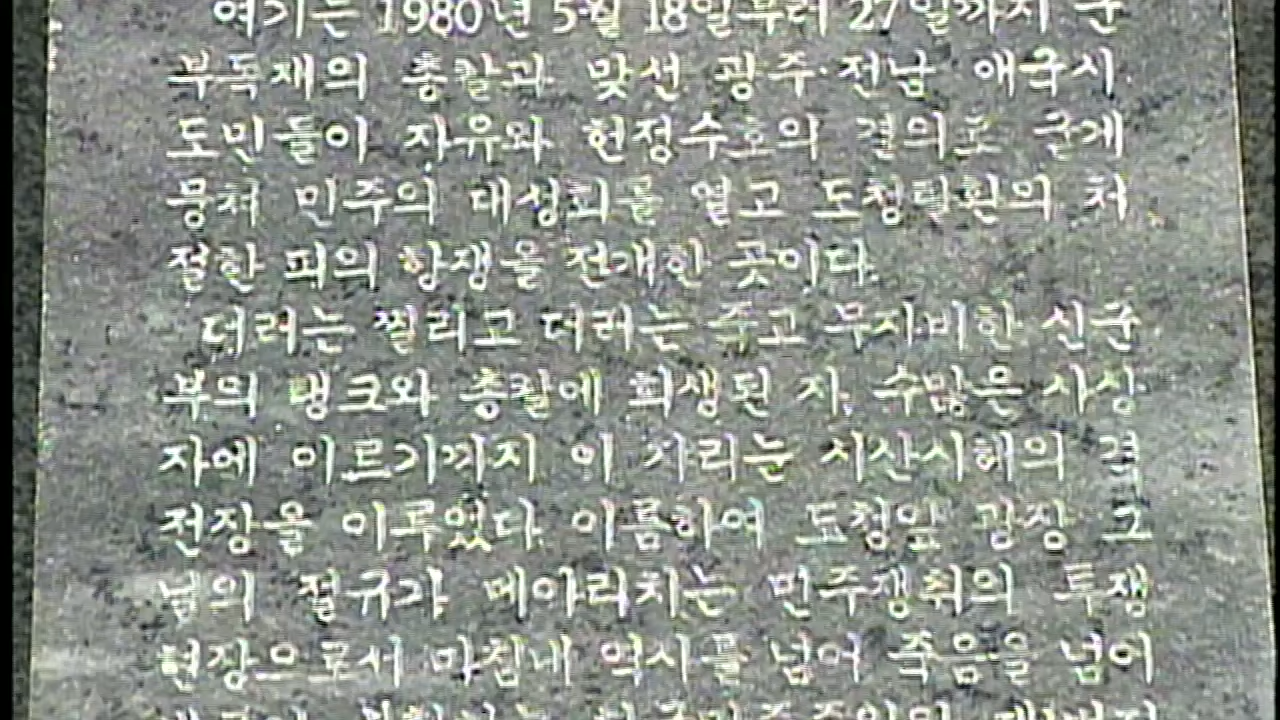 여기는 1980년 5월 18일부터 27일까지 군
부독재의 총칼과 맞선 광주·전남 애국시
도민들이 자유와 헌정수호의 결의로 굳게
뭉쳐 민주의 대성회를 열고 도청탈환의 처
절한 피의 항쟁을 전개한 곳이다.
더러는 찔리고 더러는 죽고 무자비한 신군
부의 탱크와 총칼에 희생된 자, 수많은 사상
자에 이르기까지 이 자리는 시산시해의 격
전장을 이루었다. 이름하여 도청앞 광장 그
날의 절규가 메아리치는 민주쟁취의 투쟁
현장으로서 마침내 역사를 넘어 죽음을 넘어